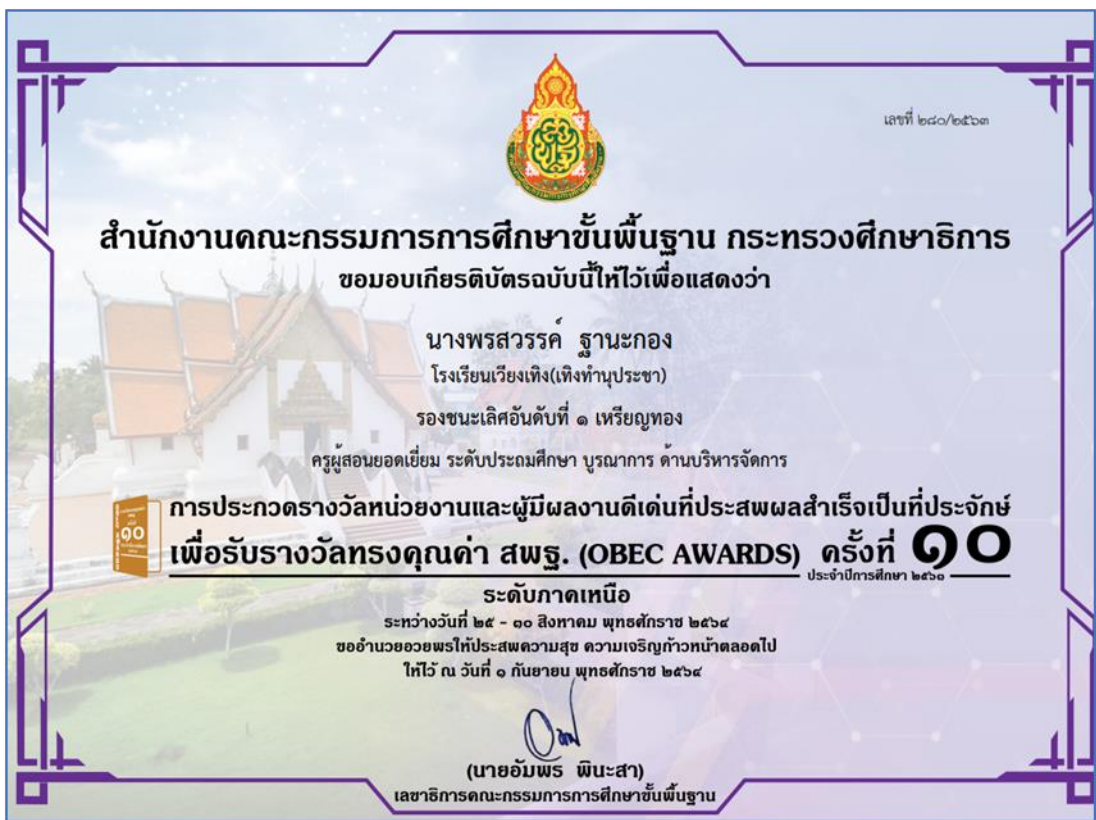 เลขที่ ๒๘๐/๒๕๖๓
สำนักงานคณะกรรมการการศึกษาขั้นพื้นฐาน กระทรวงศึกษาธิการ
ขอมอบเกียรติบัตรฉบับนี้ให้ไว้เพื่อแสดงว่า
นางพรสวรรค์ ฐานะกอง
โรงเรียนเวียงเทิง(เทิงทำนุประชา)
รองชนะเลิศอันดับที่ ๑ เหรียญทอง
ครูผู้สอนยอดเยี่ยม ระดับประถมศึกษา บูรณาการ ด้านบริหารจัดการ
การประกวดรางวัลหน่วยงานและผู้มีผลงานดีเด่นที่ประสพผลสำเร็จเป็นที่ประจักษ์
เพื่อรับรางวัลทรงคุณค่า สพฐ. (OBEC AWARDS) ครั้งที่ ๑๐
ประจำปีการศึกษา ๒๕๖๓
ระดับภาคเหนือ
ระหว่างวันที่ ๒๕ - ๓๐ สิงหาคม พุทธศักราช ๒๕๖๔
ขออำนวยอวยพรให้ประสพความสุข ความเจริญก้าวหน้าตลอดไป
ให้ไว้ ณ วันที่ ๑ กันยายน พุทธศักราช ๒๕๖๔
(นายอัมพร พินะสา)
เลขาธิการคณะกรรมการการศึกษาขั้นพื้นฐาน